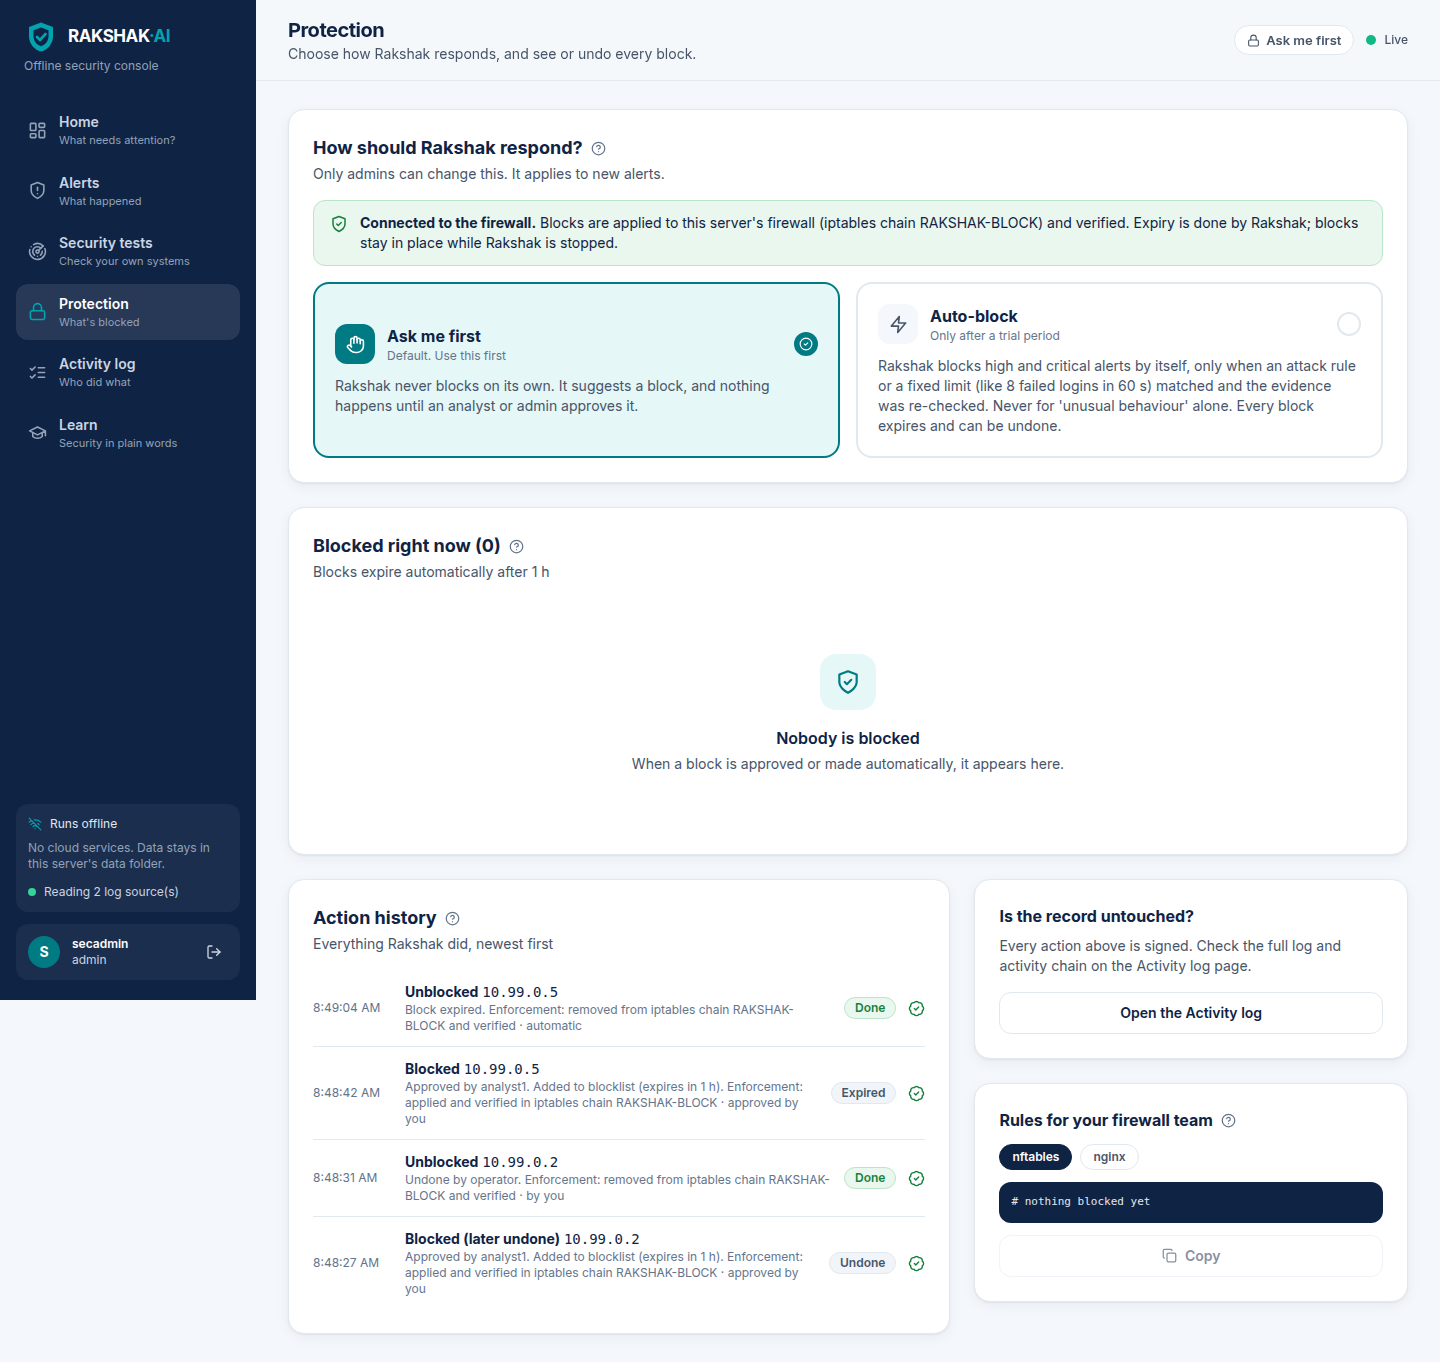 RAKSHAK·AI
Offline security console
Home
What needs attention?
Alerts
What happened
Security tests
Check your own systems
Protection
What's blocked
Activity log
Who did what
Learn
Security in plain words
Runs offline
No cloud services. Data stays in
this server's data folder.
Reading 2 log source(s)
S
secadmin
admin
Protection
Choose how Rakshak responds, and see or undo every block.
Ask me first
Live
How should Rakshak respond?
Only admins can change this. It applies to new alerts.
Connected to the firewall. Blocks are applied to this server's firewall (iptables chain RAKSHAK-BLOCK) and verified. Expiry is done by Rakshak; blocks
stay in place while Rakshak is stopped.
Ask me first
Default. Use this first
Rakshak never blocks on its own. It suggests a block, and nothing
happens until an analyst or admin approves it.
Auto-block
Only after a trial period
Rakshak blocks high and critical alerts by itself, only when an attack rule
or a fixed limit (like 8 failed logins in 60 s) matched and the evidence
was re-checked. Never for 'unusual behaviour' alone. Every block
expires and can be undone.
Blocked right now (0)
Blocks expire automatically after 1 h
Nobody is blocked
When a block is approved or made automatically, it appears here.
Action history
Everything Rakshak did, newest first
8:49:04 AM
Unblocked 10.99.0.5
Block expired. Enforcement: removed from iptables chain RAKSHAK-
BLOCK and verified · automatic
Done
8:48:42 AM
Blocked 10.99.0.5
Approved by analyst1. Added to blocklist (expires in 1 h). Enforcement:
applied and verified in iptables chain RAKSHAK-BLOCK · approved by
you
Expired
8:48:31 AM
Unblocked 10.99.0.2
Undone by operator. Enforcement: removed from iptables chain RAKSHAK-
BLOCK and verified · by you
Done
8:48:27 AM
Blocked (later undone) 10.99.0.2
Approved by analyst1. Added to blocklist (expires in 1 h). Enforcement:
applied and verified in iptables chain RAKSHAK-BLOCK · approved by
you
Undone
Is the record untouched?
Every action above is signed. Check the full log and
activity chain on the Activity log page.
Open the Activity log
Rules for your firewall team
nftables
nginx
# nothing blocked yet
Copy